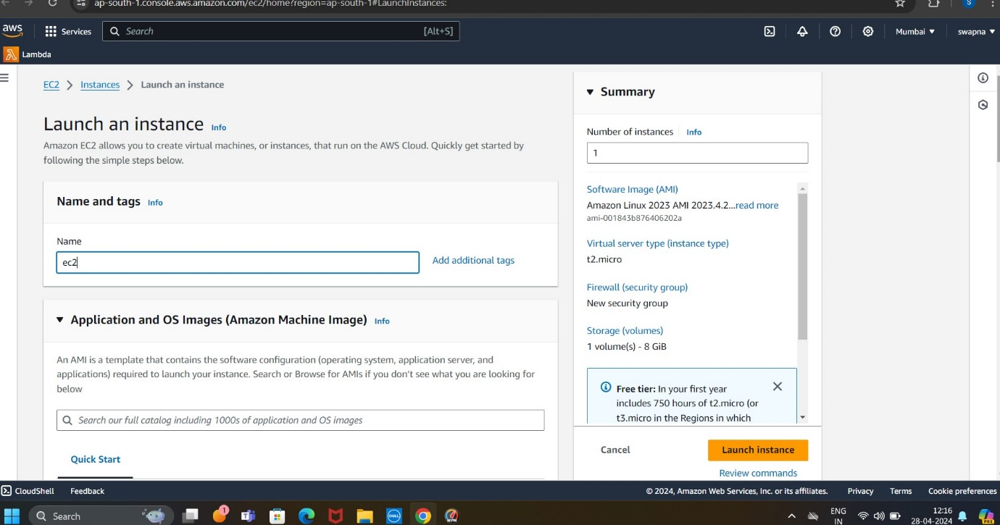 ap-south-1.console.aws.amazon.com/ec2/home?region=ap-south-1#LaunchInstances:
S
aws
Services
Search
[Alt+S]
Mumbai
swapna
Lambda
EC2
Instances
Launch an instance
Launch an instance
Info
Amazon EC2 allows you to create virtual machines, or instances, that run on the AWS Cloud. Quickly get started by
following the simple steps below.
Name and tags
Info
Name
ec2
Add additional tags
Application and OS Images (Amazon Machine Image)
Info
An AMI is a template that contains the software configuration (operating system, application server, and
applications) required to launch your instance. Search or Browse for AMIs if you don't see what you are looking for
below
Search our full catalog including 1000s of application and OS images
Quick Start
Summary
Number of instances
Info
1
Software Image (AMI)
Amazon Linux 2023 AMI 2023.4.2...read more
ami-001843b876406202a
Virtual server type (instance type)
t2.micro
Firewall (security group)
New security group
Storage (volumes)
1 volume(s) - 8 GiB
Free tier: In your first year
includes 750 hours of t2.micro (or
t3.micro in the Regions in which
Cancel
Launch instance
Review commands
CloudShell
Feedback
© 2024, Amazon Web Services, Inc. or its affiliates.
Privacy
Terms
Cookie preferences
Search
1
DELL
ENG
IN
12:16
28-04-2024
PRE